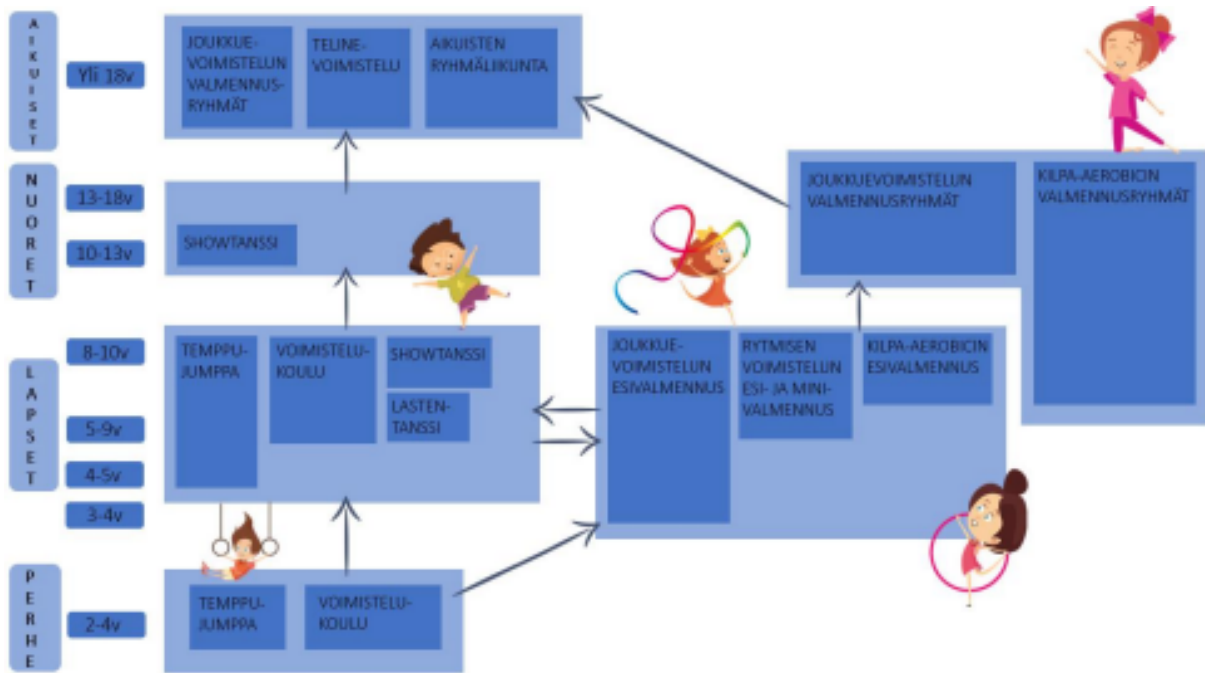 AIKUISET
Yli 18v
JOUKKUE-
VOIMISTELUN
VALMENNUS-
RYHMÄT
TELINE-
VOIMISTELU
AIKUISTEN
RYHMÄLIIKUNTA
NUORET
13-18v
10-13v
SHOWTANSSI
JOUKKUEVOIMISTELUN
VALMENNUSRYHMÄT
KILPA-AEROBICIN
VALMENNUSRYHMÄT
LAPSET
8-10v
5-9v
4-5v
3-4v
TEMPPU-
JUMPPA
VOIMISTELU-
KOULU
SHOWTANSSI
LASTEN-
TANSSI
JOUKKUE-
VOIMISTELUN
ESIVALMENNUS
RYTMISEN
VOIMISTELUN
ESI- JA MINI-
VALMENNUS
KILPA-AEROBICIN
ESIVALMENNUS
PERHE
2-4v
TEMPPU-
JUMPPA
VOIMISTELU-
KOULU